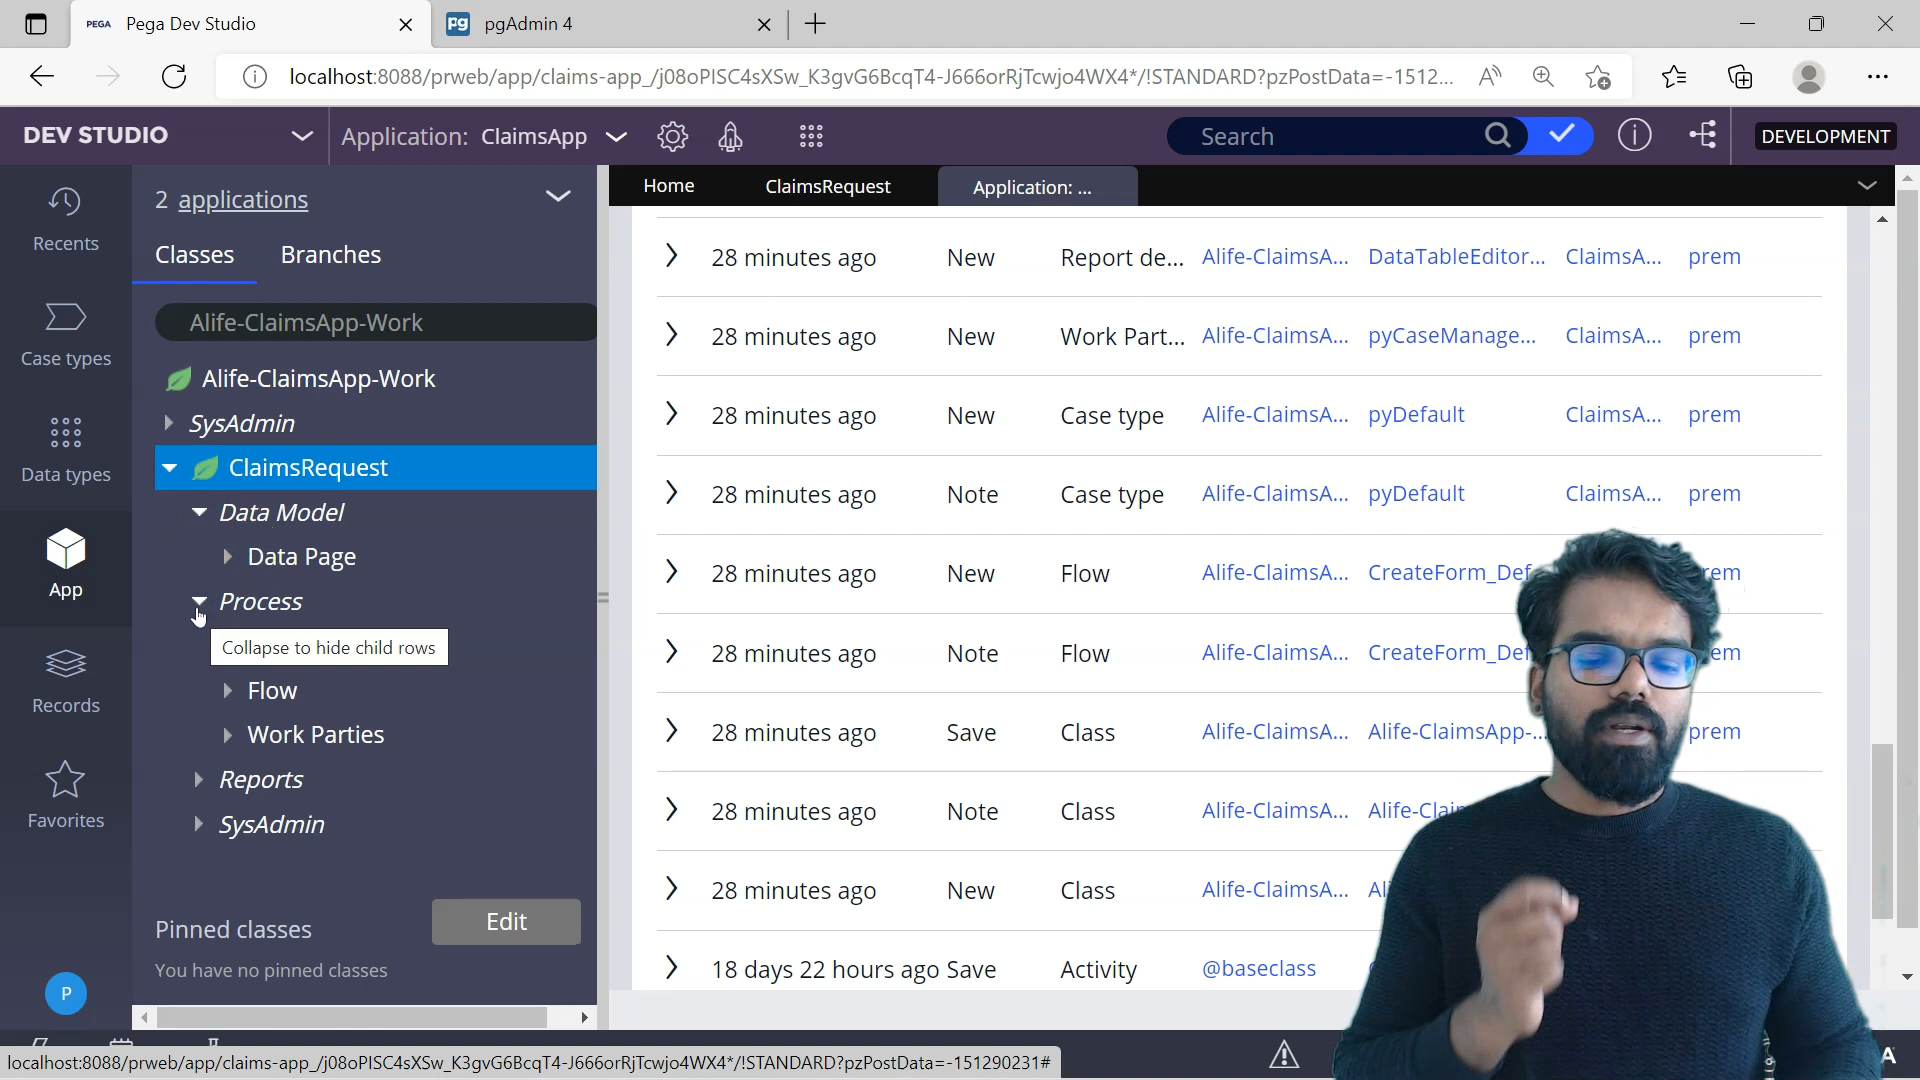 PEGA Pega Dev Studio
pg pgAdmin 4
localhost:8088/prweb/app/claims-app_/j08oPISC4sXSw_K3gvG6BcqT4-J666orRjTcwjo4WX4*/!STANDARD?pzPostData=-1512...
DEV STUDIO
Application: ClaimsApp
Search
DEVELOPMENT
Recents
Case types
Data types
App
Records
Favorites
P
2 applications
Classes
Branches
Alife-ClaimsApp-Work
Alife-ClaimsApp-Work
SysAdmin
ClaimsRequest
Data Model
Data Page
Process
Collapse to hide child rows
Flow
Work Parties
Reports
SysAdmin
Pinned classes
Edit
You have no pinned classes
Home
ClaimsRequest
Application: ...
28 minutes ago New Report de... Alife-ClaimsA... DataTableEditor... ClaimsA... prem
28 minutes ago New Work Part... Alife-ClaimsA... pyCaseManage... ClaimsA... prem
28 minutes ago New Case type Alife-ClaimsA... pyDefault ClaimsA... prem
28 minutes ago Note Case type Alife-ClaimsA... pyDefault ClaimsA... prem
28 minutes ago New Flow Alife-ClaimsA... CreateForm_Def
28 minutes ago Note Flow Alife-ClaimsA... CreateForm_Def
28 minutes ago Save Class Alife-ClaimsA... Alife-ClaimsApp-... prem
28 minutes ago Note Class Alife-ClaimsA...
28 minutes ago New Class Alife-ClaimsA...
18 days 22 hours ago Save Activity @baseclass
localhost:8088/prweb/app/claims-app_/j08oPISC4sXSw_K3gvG6BcqT4-J666orRjTcwjo4WX4*/!STANDARD?pzPostData=-151290231#